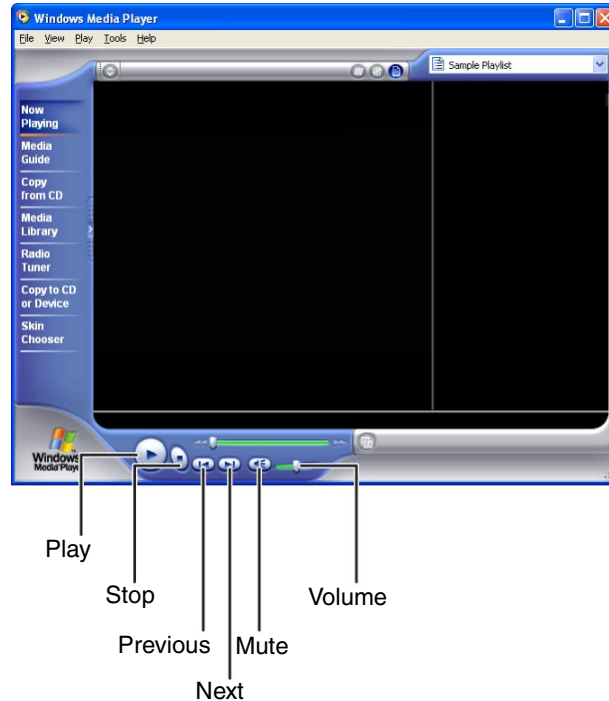 Windows Media Player
File View Play Tools Help
Sample Playlist
Now
Playing
Media
Guide
Copy
from CD
Media
Library
Radio
Tuner
Copy to CD
or Device
Skin
Chooser
Windows
Media Playe
Play
Stop
Volume
Previous
Mute
Next